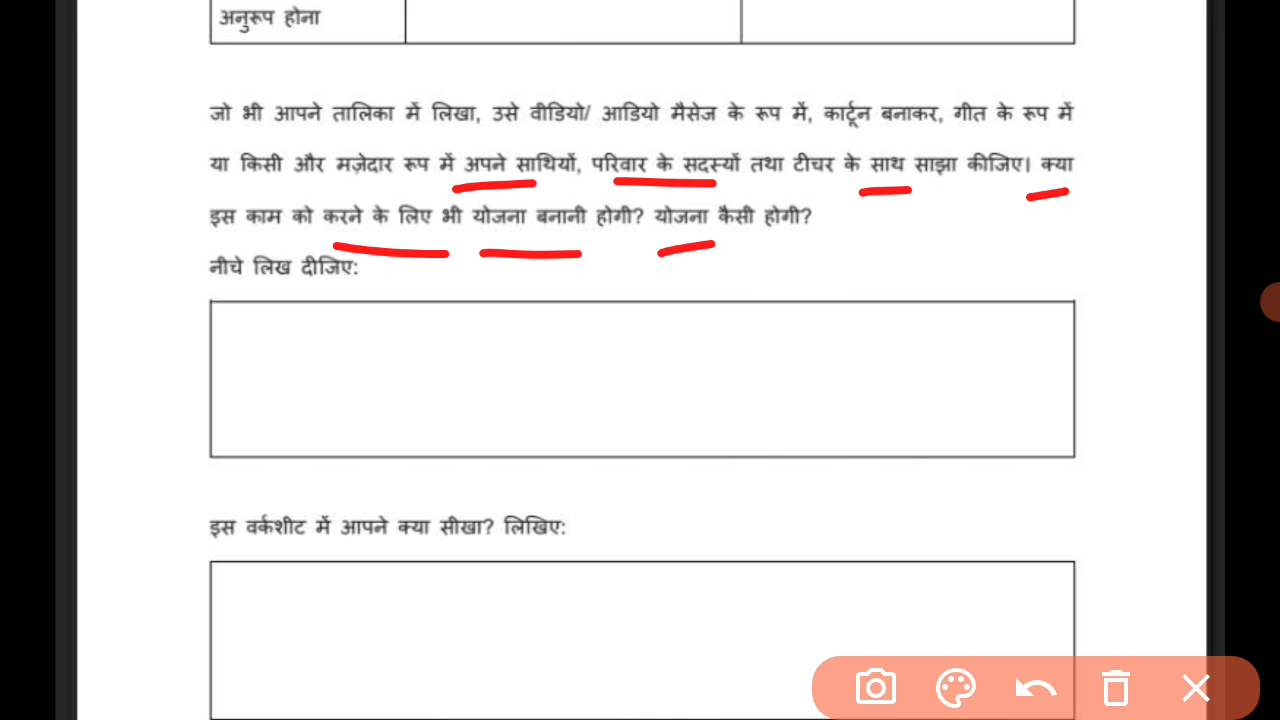 अनुरूप होना
जो भी आपने तालिका में लिखा, उसे वीडियो/ आडियो मैसेज के रूप में, कार्टून बनाकर, गीत के रूप में
या किसी और मज़ेदार रूप में अपने साथियों, परिवार के सदस्यों तथा टीचर के साथ साझा कीजिए। क्या
इस काम को करने के लिए भी योजना बनानी होगी? योजना कैसी होगी?
नीचे लिख दीजिए:
इस वर्कशीट में आपने क्या सीखा? लिखिए: